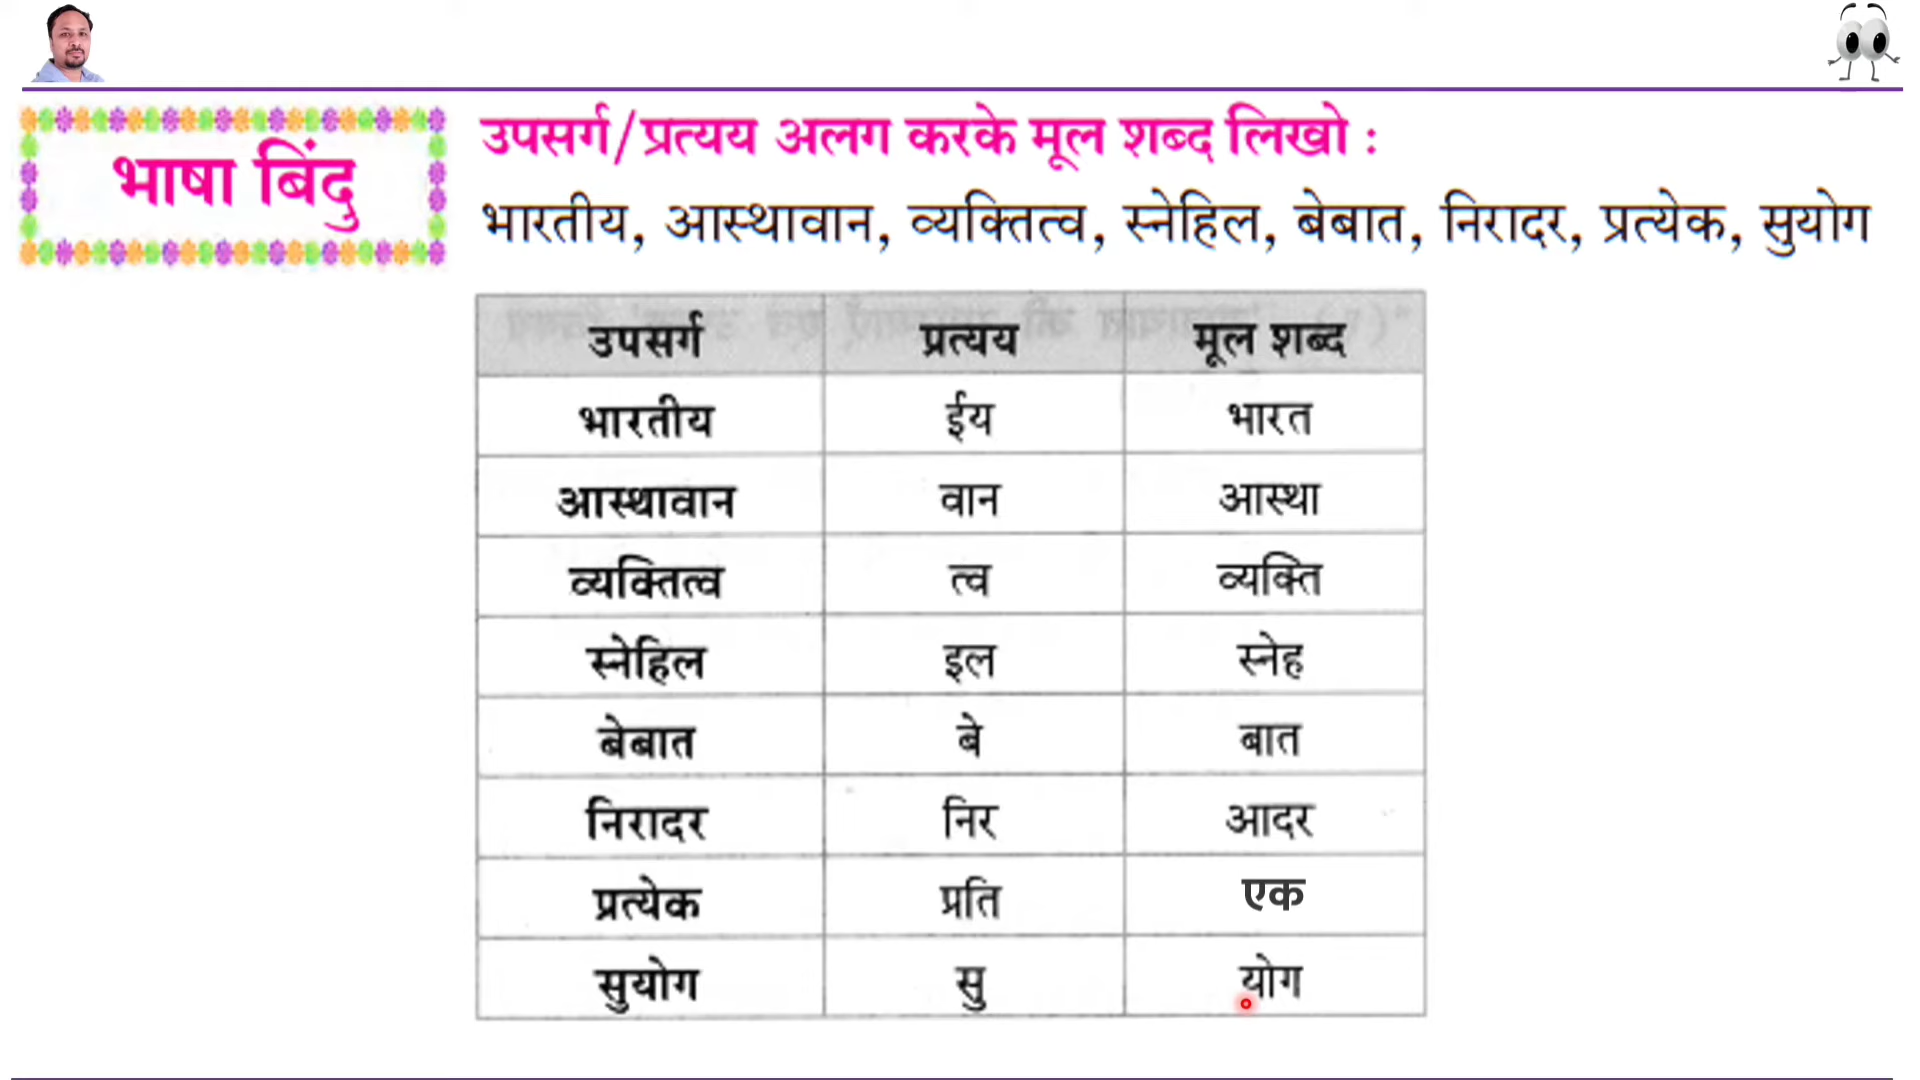 भाषा बिंदु
उपसर्ग/प्रत्यय अलग करके मूल शब्द लिखो :
भारतीय, आस्थावान, व्यक्तित्व, स्नेहिल, बेबात, निरादर, प्रत्येक, सुयोग
उपसर्ग प्रत्यय मूल शब्द
भारतीय ईय भारत
आस्थावान वान आस्था
व्यक्तित्व त्व व्यक्ति
स्नेहिल इल स्नेह
बेबात बे बात
निरादर निर आदर
प्रत्येक प्रति एक
सुयोग सु योग